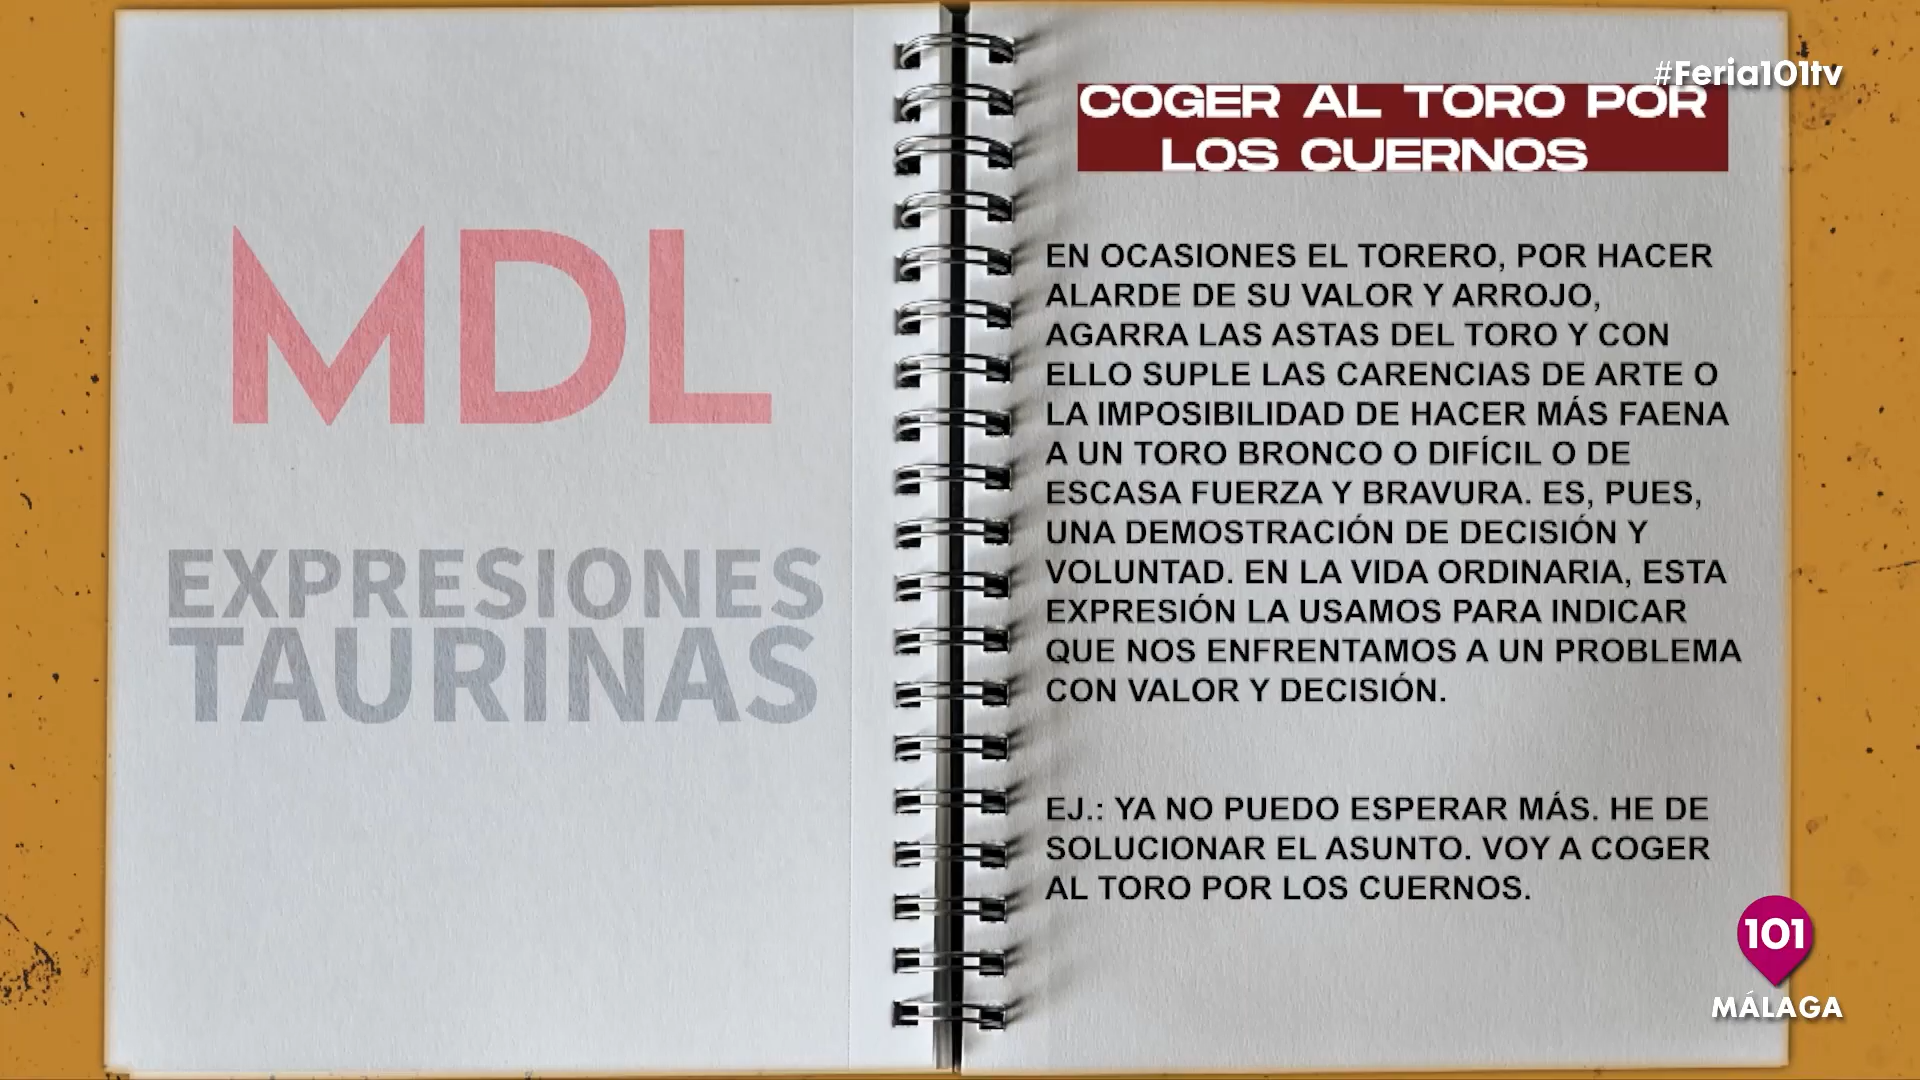 MDL
EXPRESIONES
TAURINAS
#Feria101tv
COGER AL TORO POR
LOS CUERNOS
EN OCASIONES EL TORERO, POR HACER
ALARDE DE SU VALOR Y ARROJO,
AGARRA LAS ASTAS DEL TORO Y CON
ELLO SUPLE LAS CARENCIAS DE ARTE O
LA IMPOSIBILIDAD DE HACER MÁS FAENA
A UN TORO BRONCO O DIFÍCIL O DE
ESCASA FUERZA Y BRAVURA. ES, PUES,
UNA DEMOSTRACIÓN DE DECISIÓN Y
VOLUNTAD. EN LA VIDA ORDINARIA, ESTA
EXPRESIÓN LA USAMOS PARA INDICAR
QUE NOS ENFRENTAMOS A UN PROBLEMA
CON VALOR Y DECISIÓN.
EJ.: YA NO PUEDO ESPERAR MÁS. HE DE
SOLUCIONAR EL ASUNTO. VOY A COGER
AL TORO POR LOS CUERNOS.
101
MÁLAGA